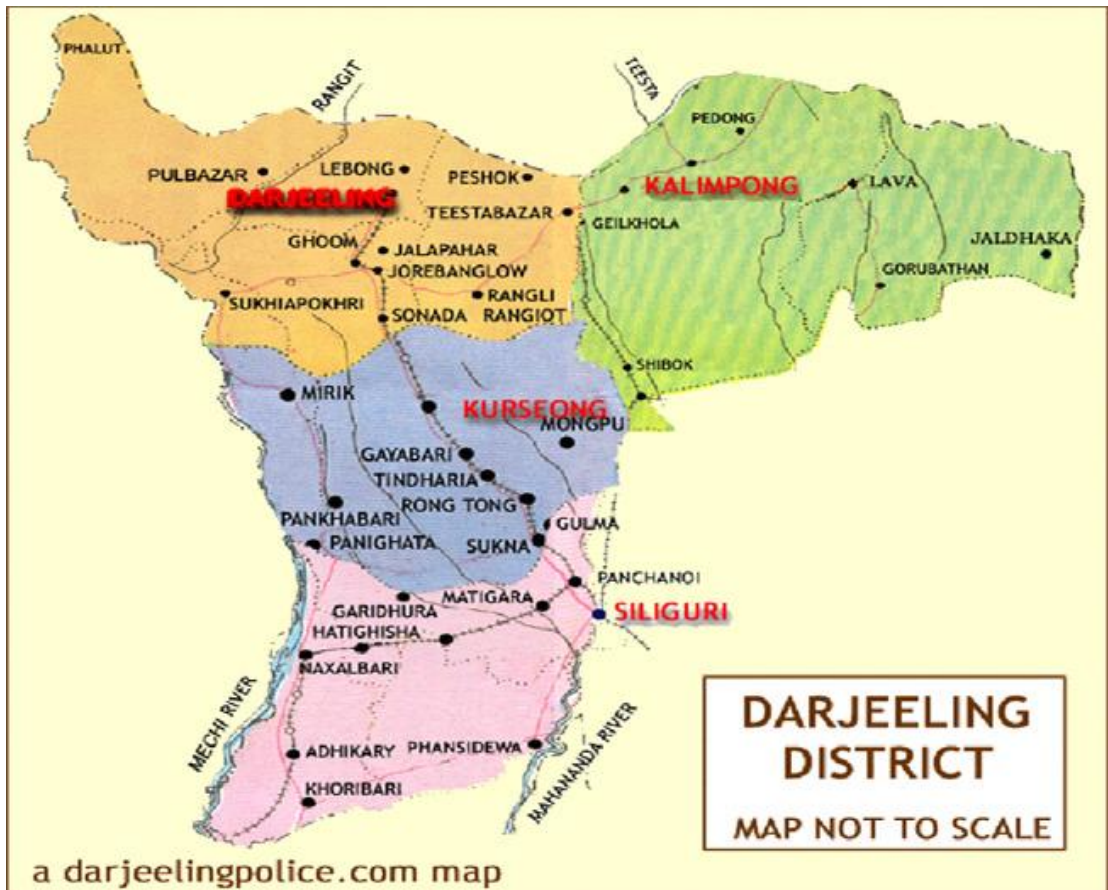 PHALUT
RANGIT
TEESTA
PEDONG
PULBAZAR
LEBONG
PESHOK
KALIMPONG
LAVA
DARJEELING
TEESTABAZAR
GEILKHOLA
GHOOM
JALAPAHAR
JALDHAKA
JOREBANGLOW
GORUBATHAN
SUKHIAPOKHRI
RANGLI
RANGIOT
SONADA
SHIBOK
MIRIK
KURSEONG
MONGPU
GAYABARI
TINDHARIA
RONG TONG
PANKHABARI
GULMA
PANIGHATA
SUKNA
PANCHANOI
MATIGARA
GARIDHURA
SILIGURI
HATIGHISHA
NAXALBARI
MECHI RIVER
ADHIKARY
PHANSIDEWA
MAHANANDA RIVER
KHORIBARI
DARJEELING
DISTRICT
MAP NOT TO SCALE
a darjeelingpolice.com map